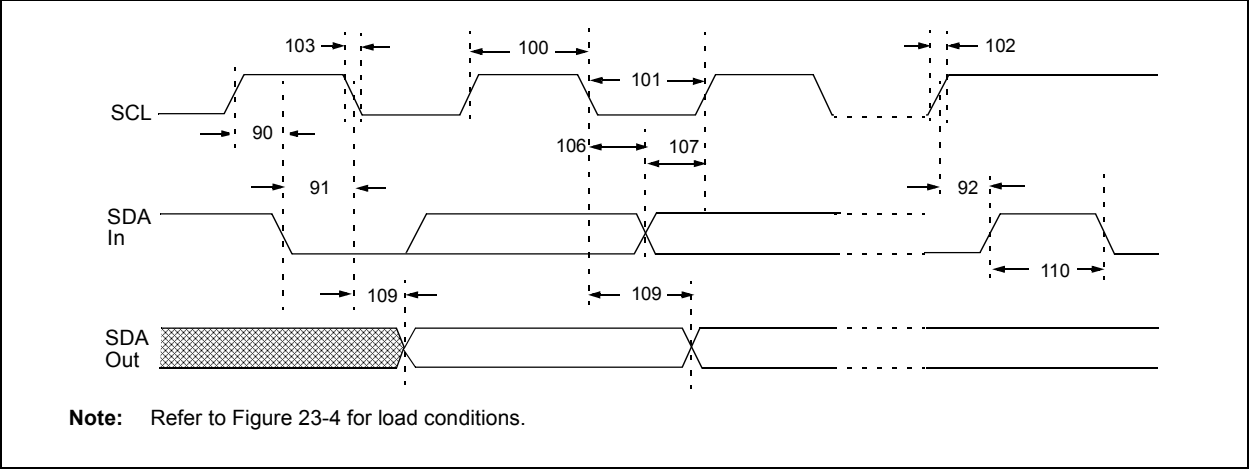 103
100
101
102
SCL
90
106
107
91
92
SDA
In
109
109
110
SDA
Out
Note: Refer to Figure 23-4 for load conditions.